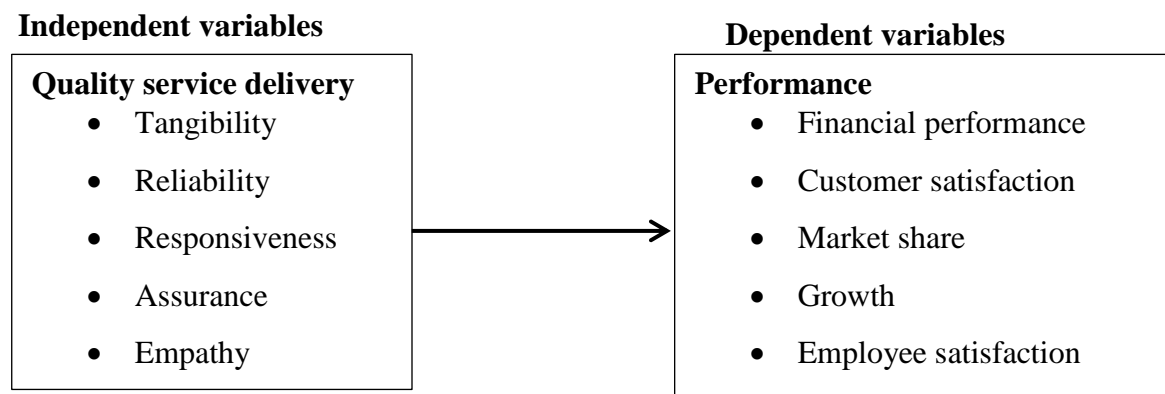 Independent variables
Quality service delivery
• Tangibility
• Reliability
• Responsiveness
• Assurance
• Empathy
Dependent variables
Performance
• Financial performance
• Customer satisfaction
• Market share
• Growth
• Employee satisfaction